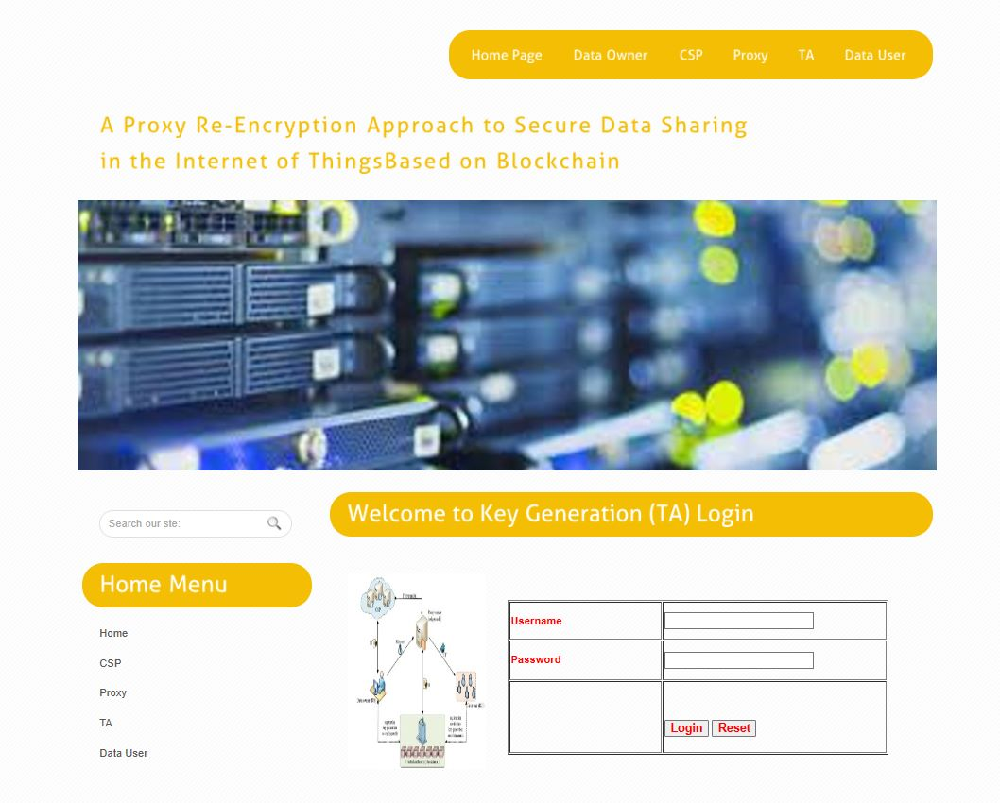 Home Page Data Owner CSP Proxy TA Data User
A Proxy Re-Encryption Approach to Secure Data Sharing
in the Internet of ThingsBased on Blockchain
Welcome to Key Generation (TA) Login
Search our ste:
Home Menu
Home
CSP
Proxy
TA
Data User
CSP
Username
Password
Login Reset